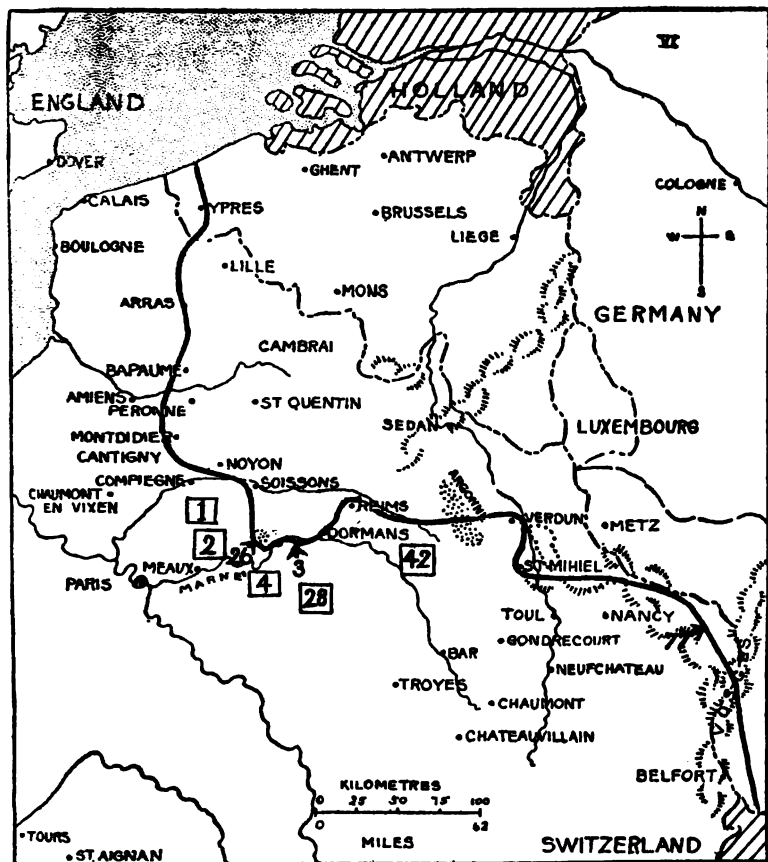 VI
ENGLAND
HOLLAND
DOVER
GHENT
ANTWERP
COLOGNE
CALAIS
YPRES
BRUSSELS
N
W
S
BOULOGNE
LIEGE
LILLE
MONS
ARRAS
GERMANY
CAMBRAI
BAPAUME
AMIENS
PERONNE
ST QUENTIN
SEDAN
LUXEMBOURG
MONTDIDIER
CANTIGNY
NOYON
COMPIEGNE
SOISSONS
CHAUMONT
EN VIXEN
ARGONNE
REIMS
1
VERDUN
METZ
DORMANS
2
26
3
42
MEAUX
MARNE
4
ST MIHIEL
PARIS
28
TOUL
NANCY
GONDRECOURT
BAR
NEUFCHATEAU
TROYES
CHAUMONT
CHATEAUVILLAIN
VOSGES
BELFORT
KILOMETRES
0 25 50 75 100
0 62
MILES
TOURS
ST. AIGNAN
SWITZERLAND